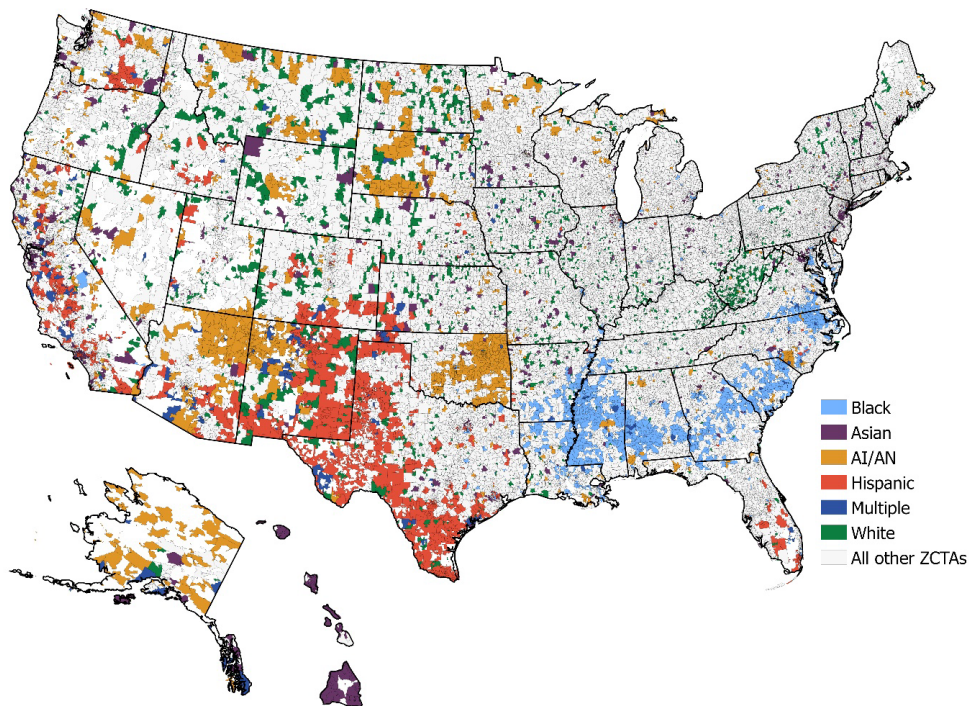 Black
Asian
AI/AN
Hispanic
Multiple
White
All other ZCTAs